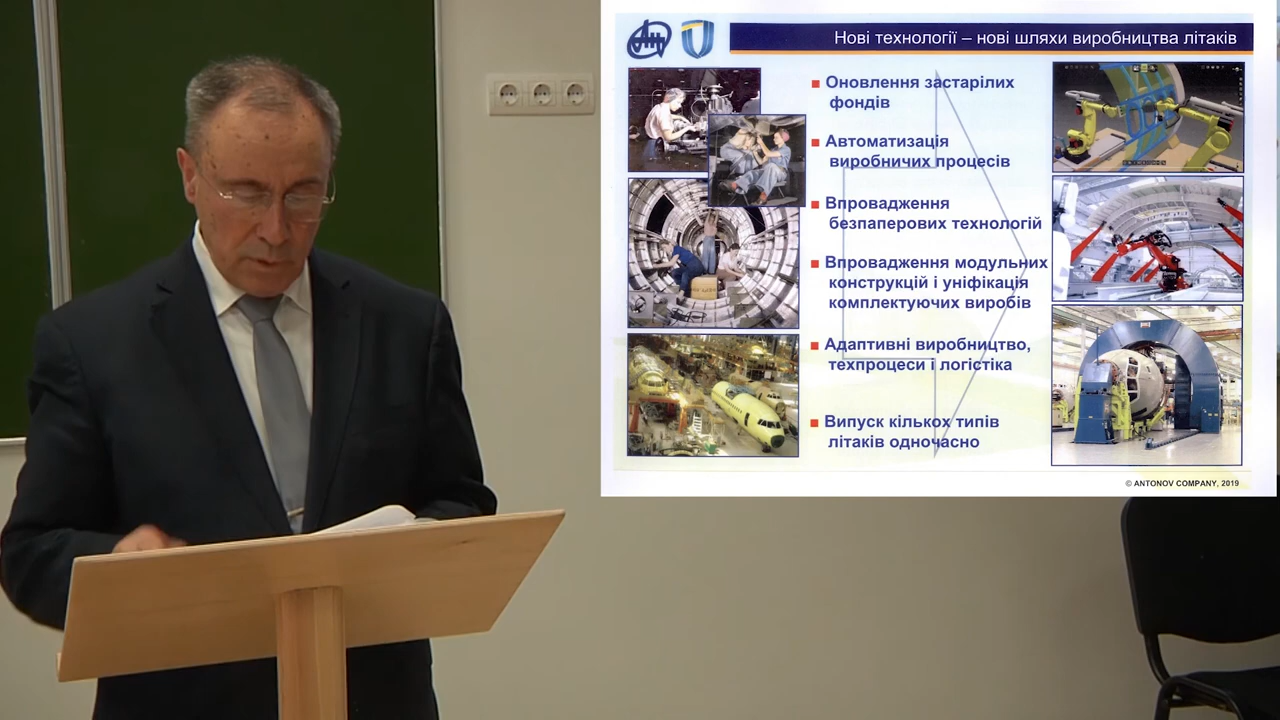 Нові технології – нові шляхи виробництва літаків
Оновлення застарілих
фондів
Автоматизація
виробничих процесів
Впровадження
безпаперових технологій
Впровадження модульних
конструкцій і уніфікація
комплектуючих виробів
Адаптивні виробництво,
техпроцеси і логістіка
Випуск кількох типів
літаків одночасно
© ANTONOV COMPANY, 2019